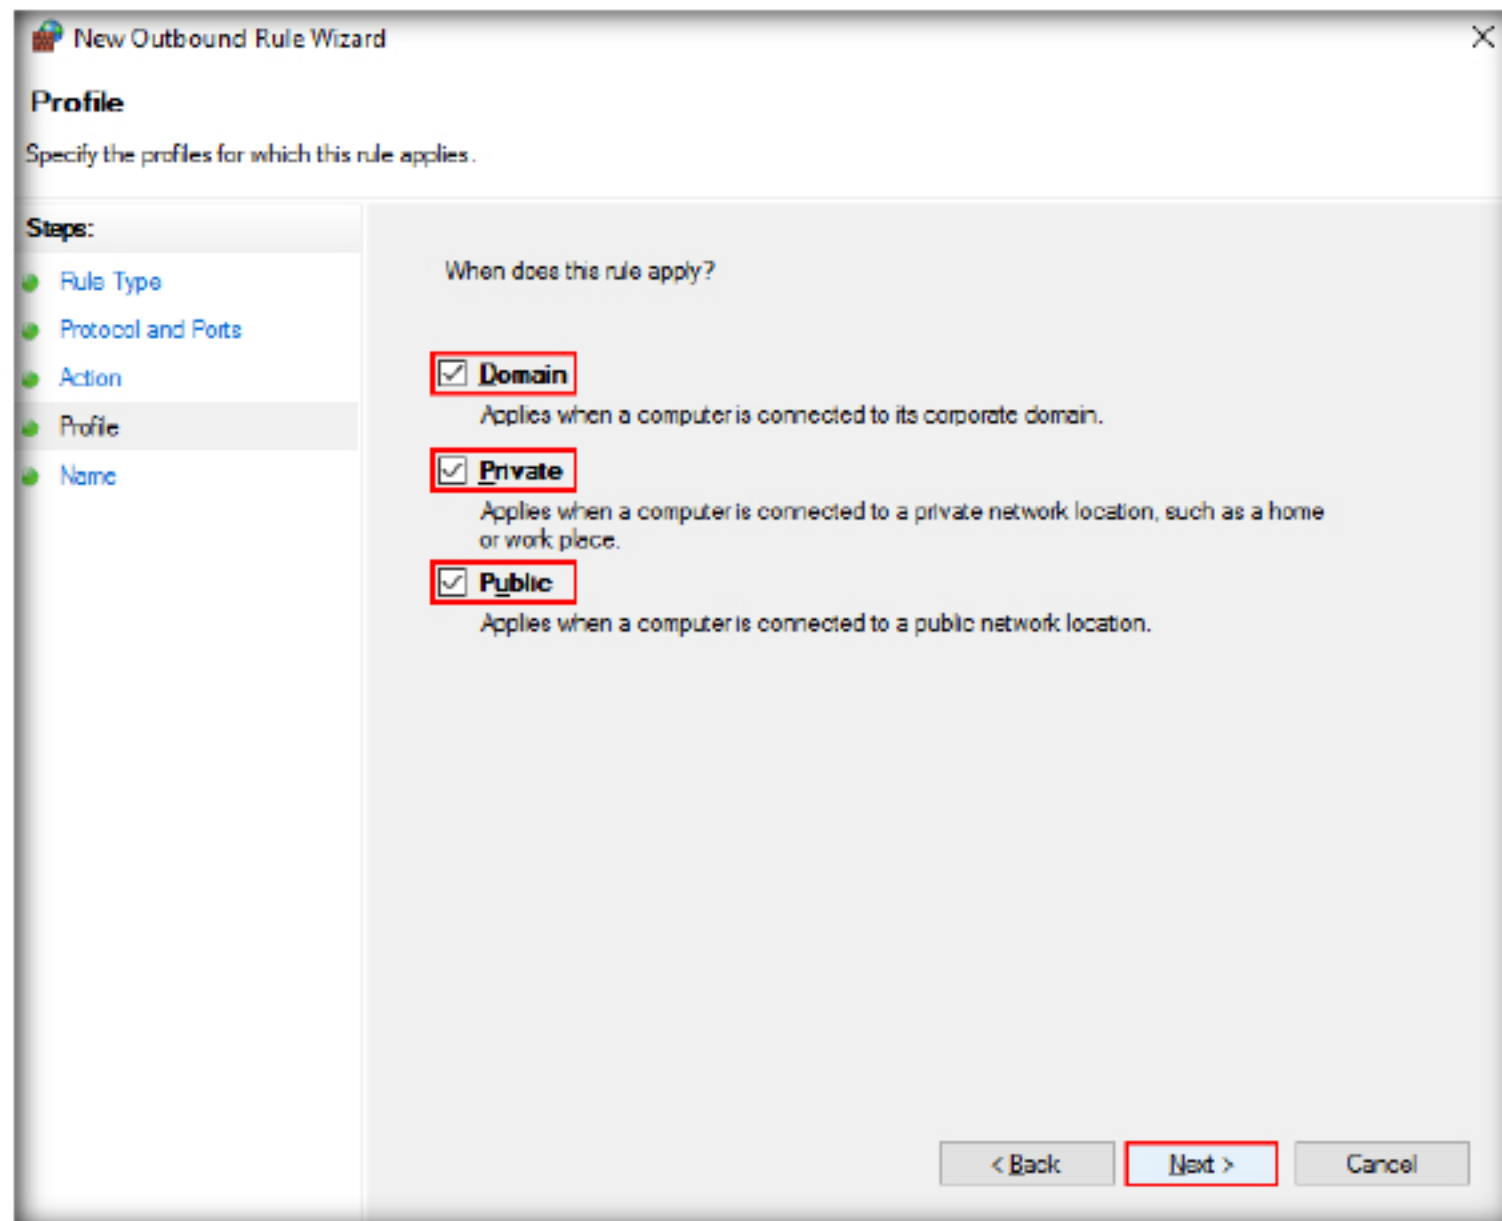 New Outbound Rule Wizard
Profile
Specify the profiles for which this rule applies.
Steps:
Rule Type
Protocol and Ports
Action
Profile
Name
When does this rule apply?
Domain
Applies when a computer is connected to its corporate domain.
Private
Applies when a computer is connected to a private network location, such as a home
or work place.
Public
Applies when a computer is connected to a public network location.
< Back
Next >
Cancel